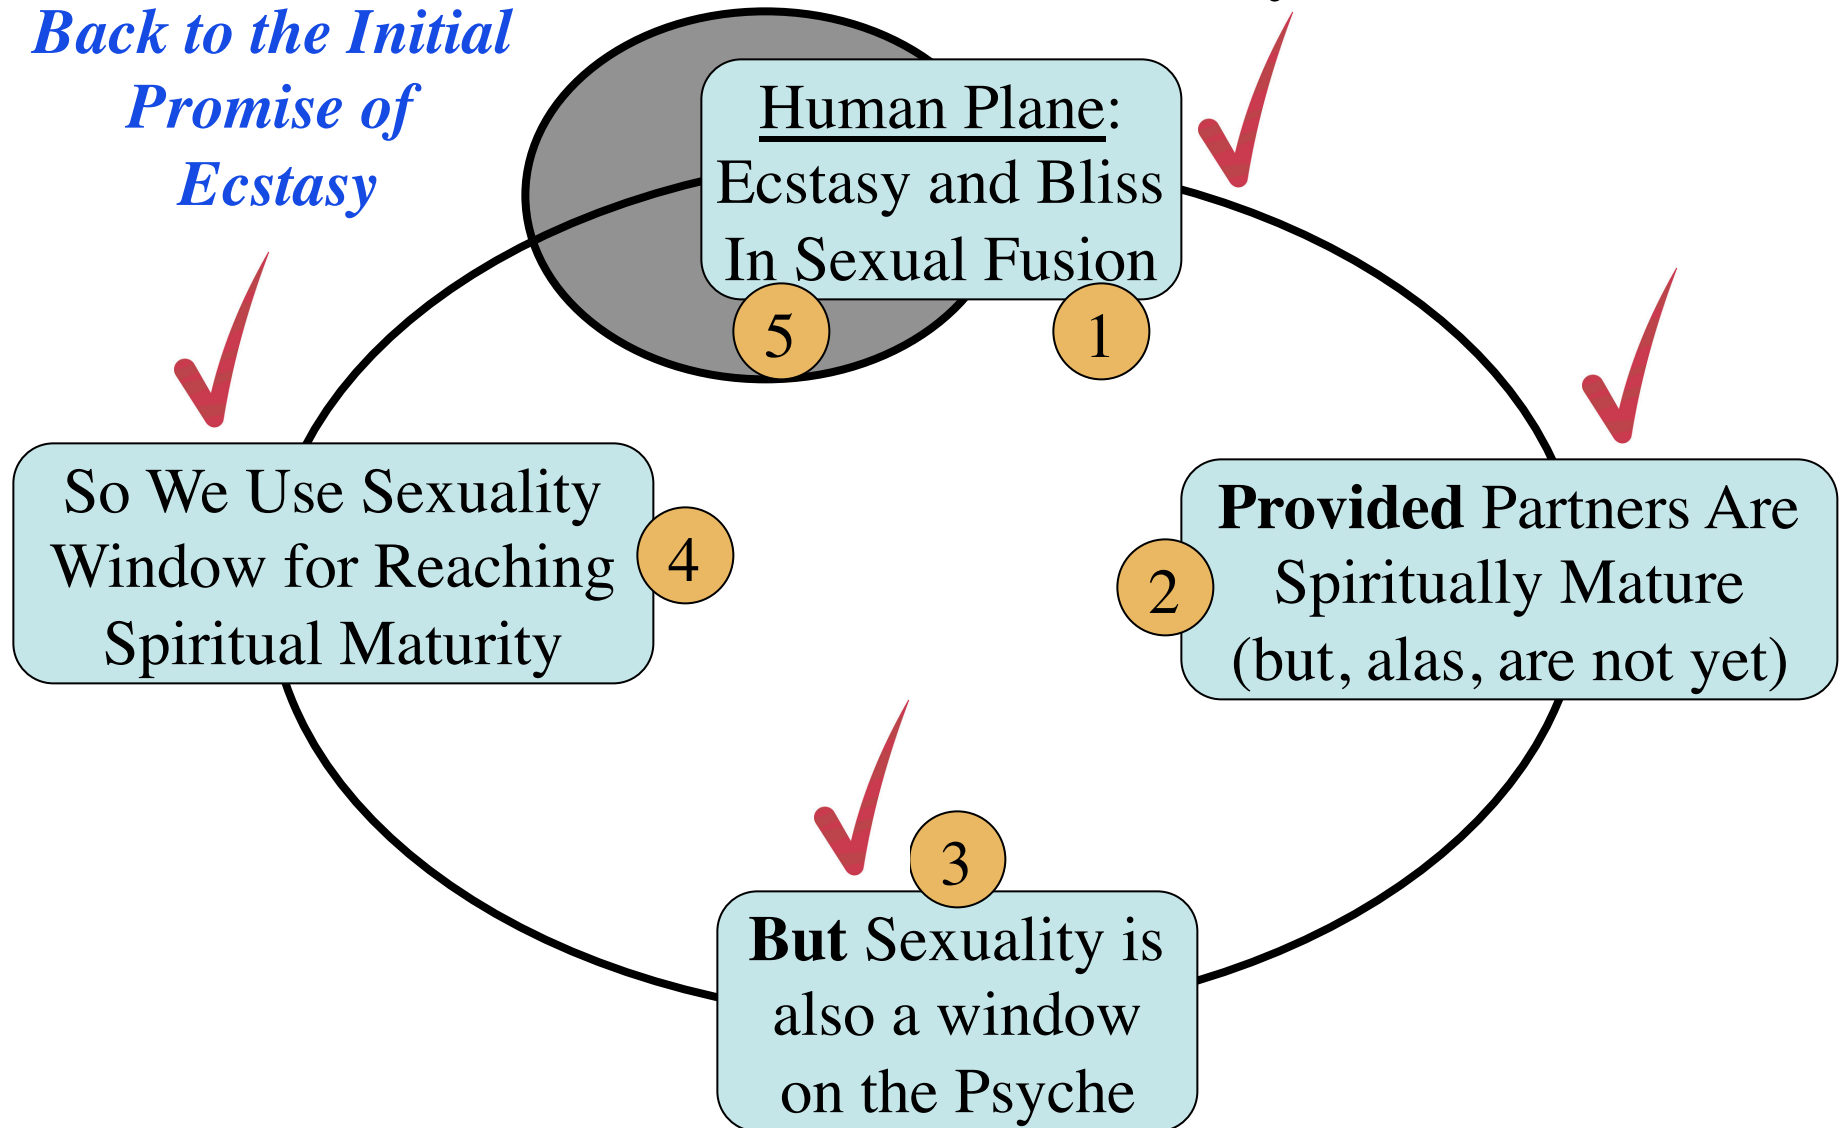 Back to the Initial
Promise of
Ecstasy
Human Plane:
Ecstasy and Bliss
In Sexual Fusion
5
1
So We Use Sexuality
Window for Reaching
Spiritual Maturity
4
2
Provided Partners Are
Spiritually Mature
(but, alas, are not yet)
3
But Sexuality is
also a window
on the Psyche